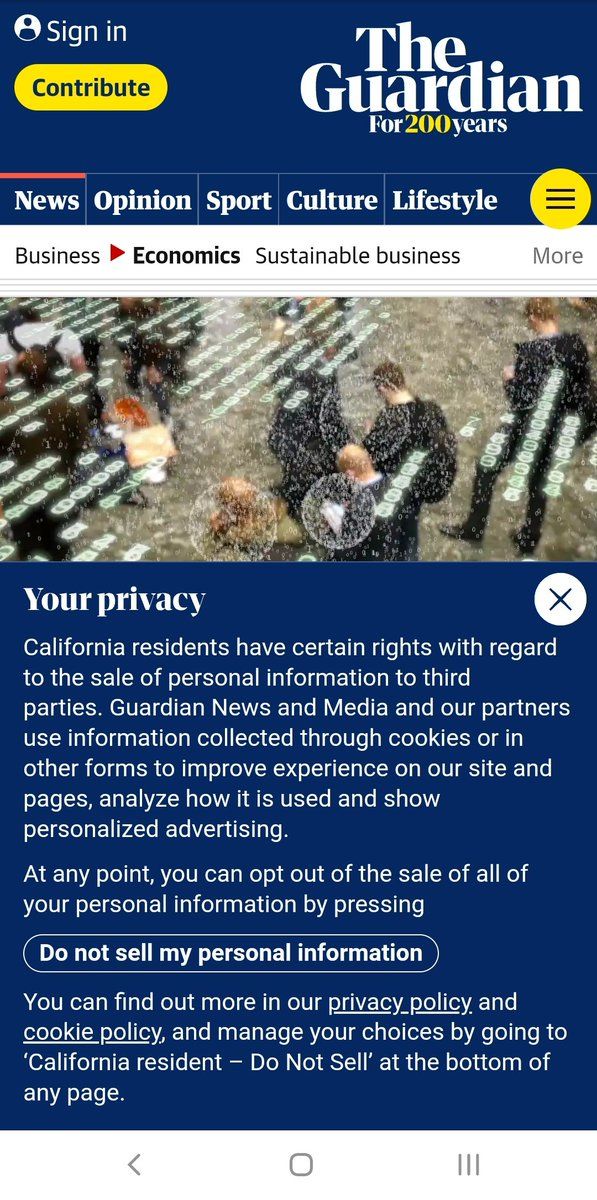 Sign in
Contribute
The
Guardian
For 200 years
News Opinion Sport Culture Lifestyle
Business Economics Sustainable business More
Your privacy
California residents have certain rights with regard
to the sale of personal information to third
parties. Guardian News and Media and our partners
use information collected through cookies or in
other forms to improve experience on our site and
pages, analyze how it is used and show
personalized advertising.
At any point, you can opt out of the sale of all of
your personal information by pressing
Do not sell my personal information
You can find out more in our privacy policy and
cookie policy, and manage your choices by going to
‘California resident – Do Not Sell’ at the bottom of
any page.